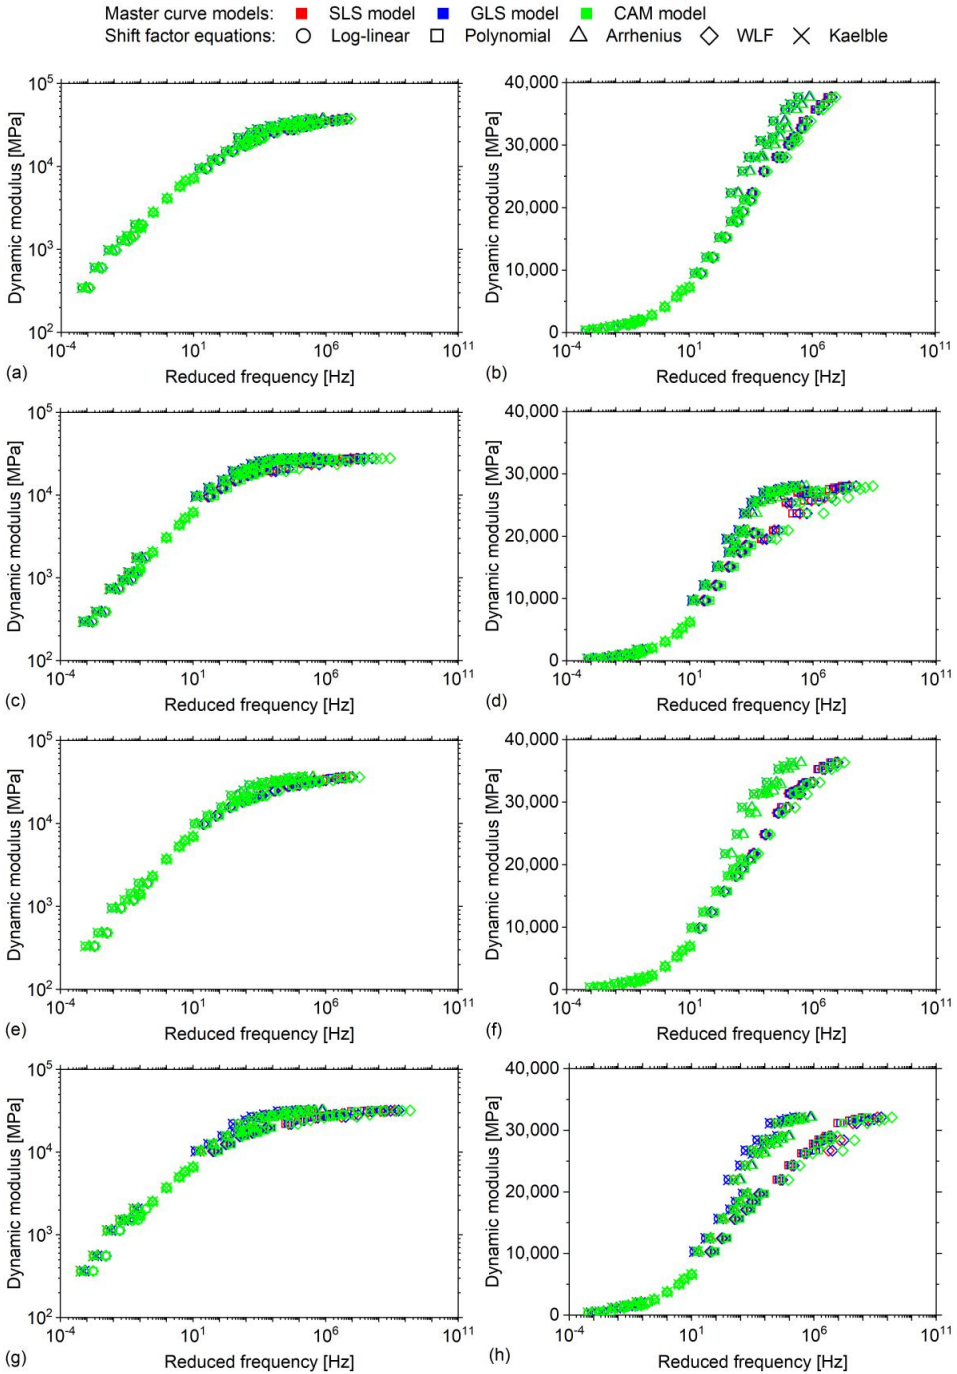 Master curve models: SLS model GLS model CAM model
Shift factor equations: Log-linear Polynomial Arrhenius WLF Kaelble
10^5
10^4
10^3
10^2
Dynamic modulus [MPa]
10^-4 10^1 10^6 10^11
(a) Reduced frequency [Hz]
40,000
30,000
20,000
10,000
0
Dynamic modulus [MPa]
10^-4 10^1 10^6 10^11
(b) Reduced frequency [Hz]
10^5
10^4
10^3
10^2
Dynamic modulus [MPa]
10^-4 10^1 10^6 10^11
(c) Reduced frequency [Hz]
40,000
30,000
20,000
10,000
0
Dynamic modulus [MPa]
10^-4 10^1 10^6 10^11
(d) Reduced frequency [Hz]
10^5
10^4
10^3
10^2
Dynamic modulus [MPa]
10^-4 10^1 10^6 10^11
(e) Reduced frequency [Hz]
40,000
30,000
20,000
10,000
0
Dynamic modulus [MPa]
10^-4 10^1 10^6 10^11
(f) Reduced frequency [Hz]
10^5
10^4
10^3
10^2
Dynamic modulus [MPa]
10^-4 10^1 10^6 10^11
(g) Reduced frequency [Hz]
40,000
30,000
20,000
10,000
0
Dynamic modulus [MPa]
10^-4 10^1 10^6 10^11
(h) Reduced frequency [Hz]